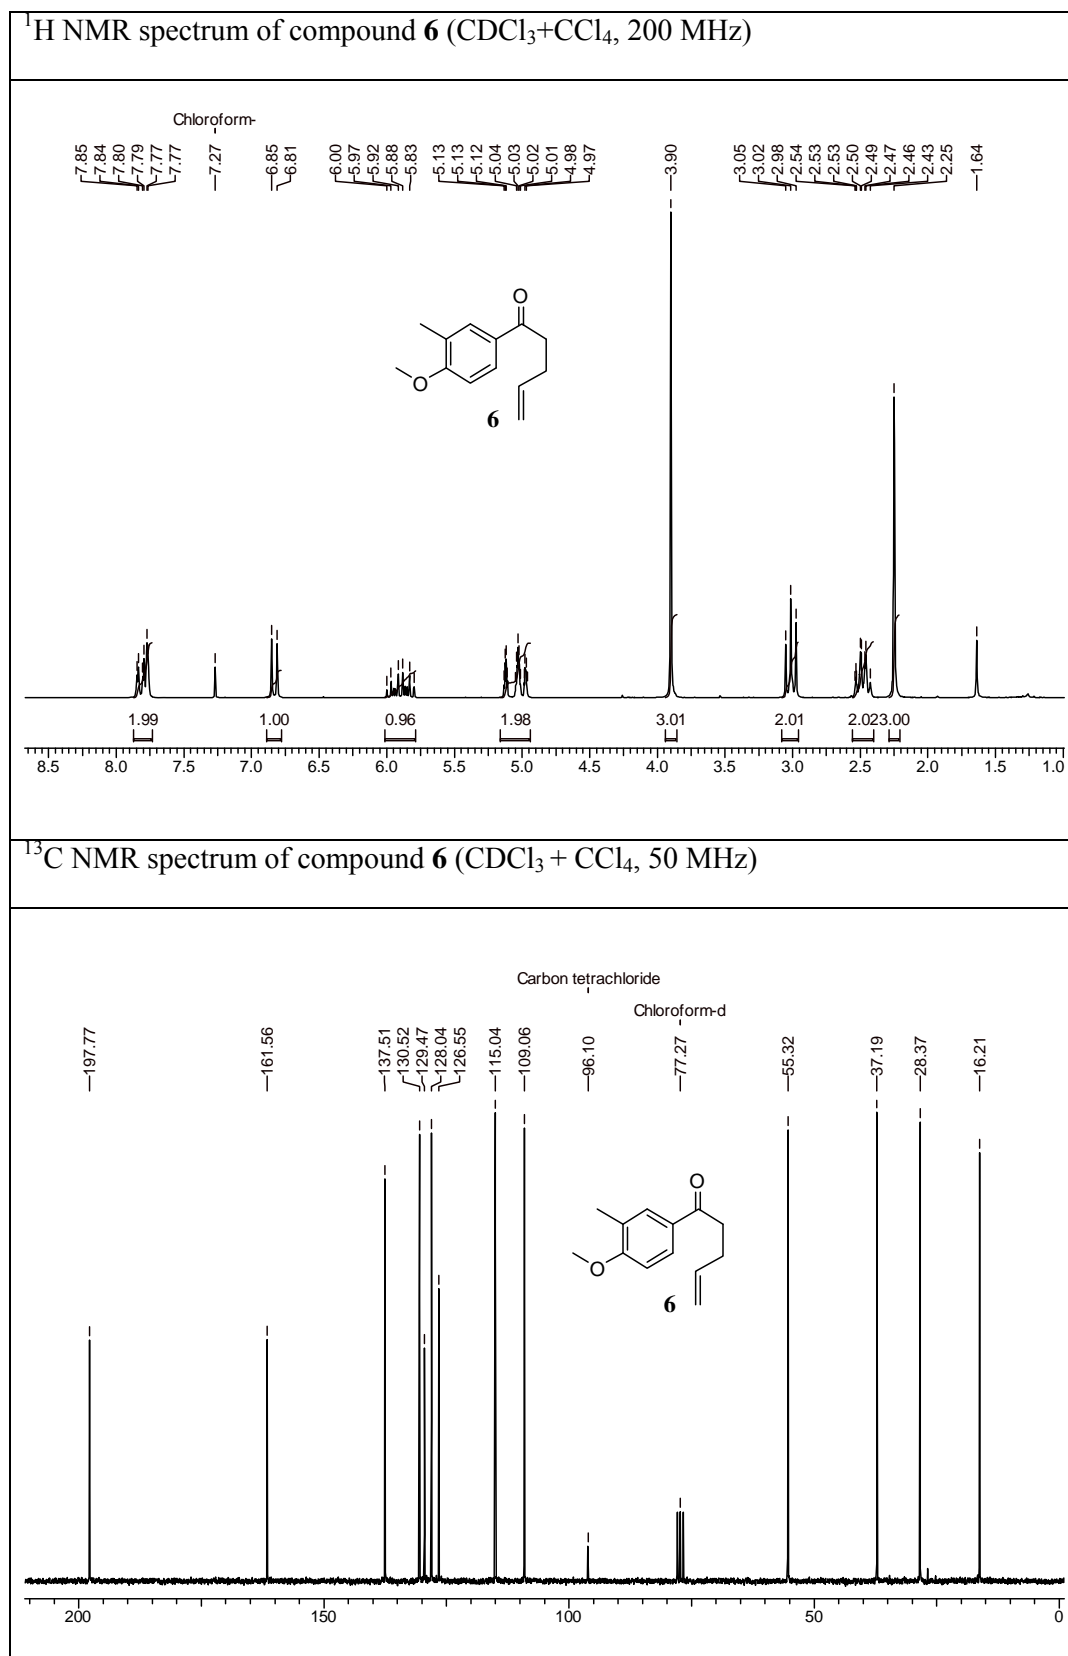 ¹H NMR spectrum of compound 6 (CDCl₃+CCl₄, 200 MHz)
Chloroform-
7.85 7.84 7.80 7.79 7.77 7.77 7.27 6.85 6.81 6.00 5.97 5.92 5.88 5.83 5.13 5.13 5.12 5.04 5.03 5.02 5.01 4.98 4.97 3.90 3.05 3.02 2.98 2.54 2.53 2.53 2.50 2.49 2.47 2.46 2.43 2.25 1.64
O
O
6
1.99 1.00 0.96 1.98 3.01 2.01 2.02 3.00
8.5 8.0 7.5 7.0 6.5 6.0 5.5 5.0 4.5 4.0 3.5 3.0 2.5 2.0 1.5 1.0
¹³C NMR spectrum of compound 6 (CDCl₃ + CCl₄, 50 MHz)
Carbon tetrachloride
Chloroform-d
197.77 161.56 137.51 130.52 129.47 128.04 126.55 115.04 109.06 96.10 77.27 55.32 37.19 28.37 16.21
O
O
6
200 150 100 50 0